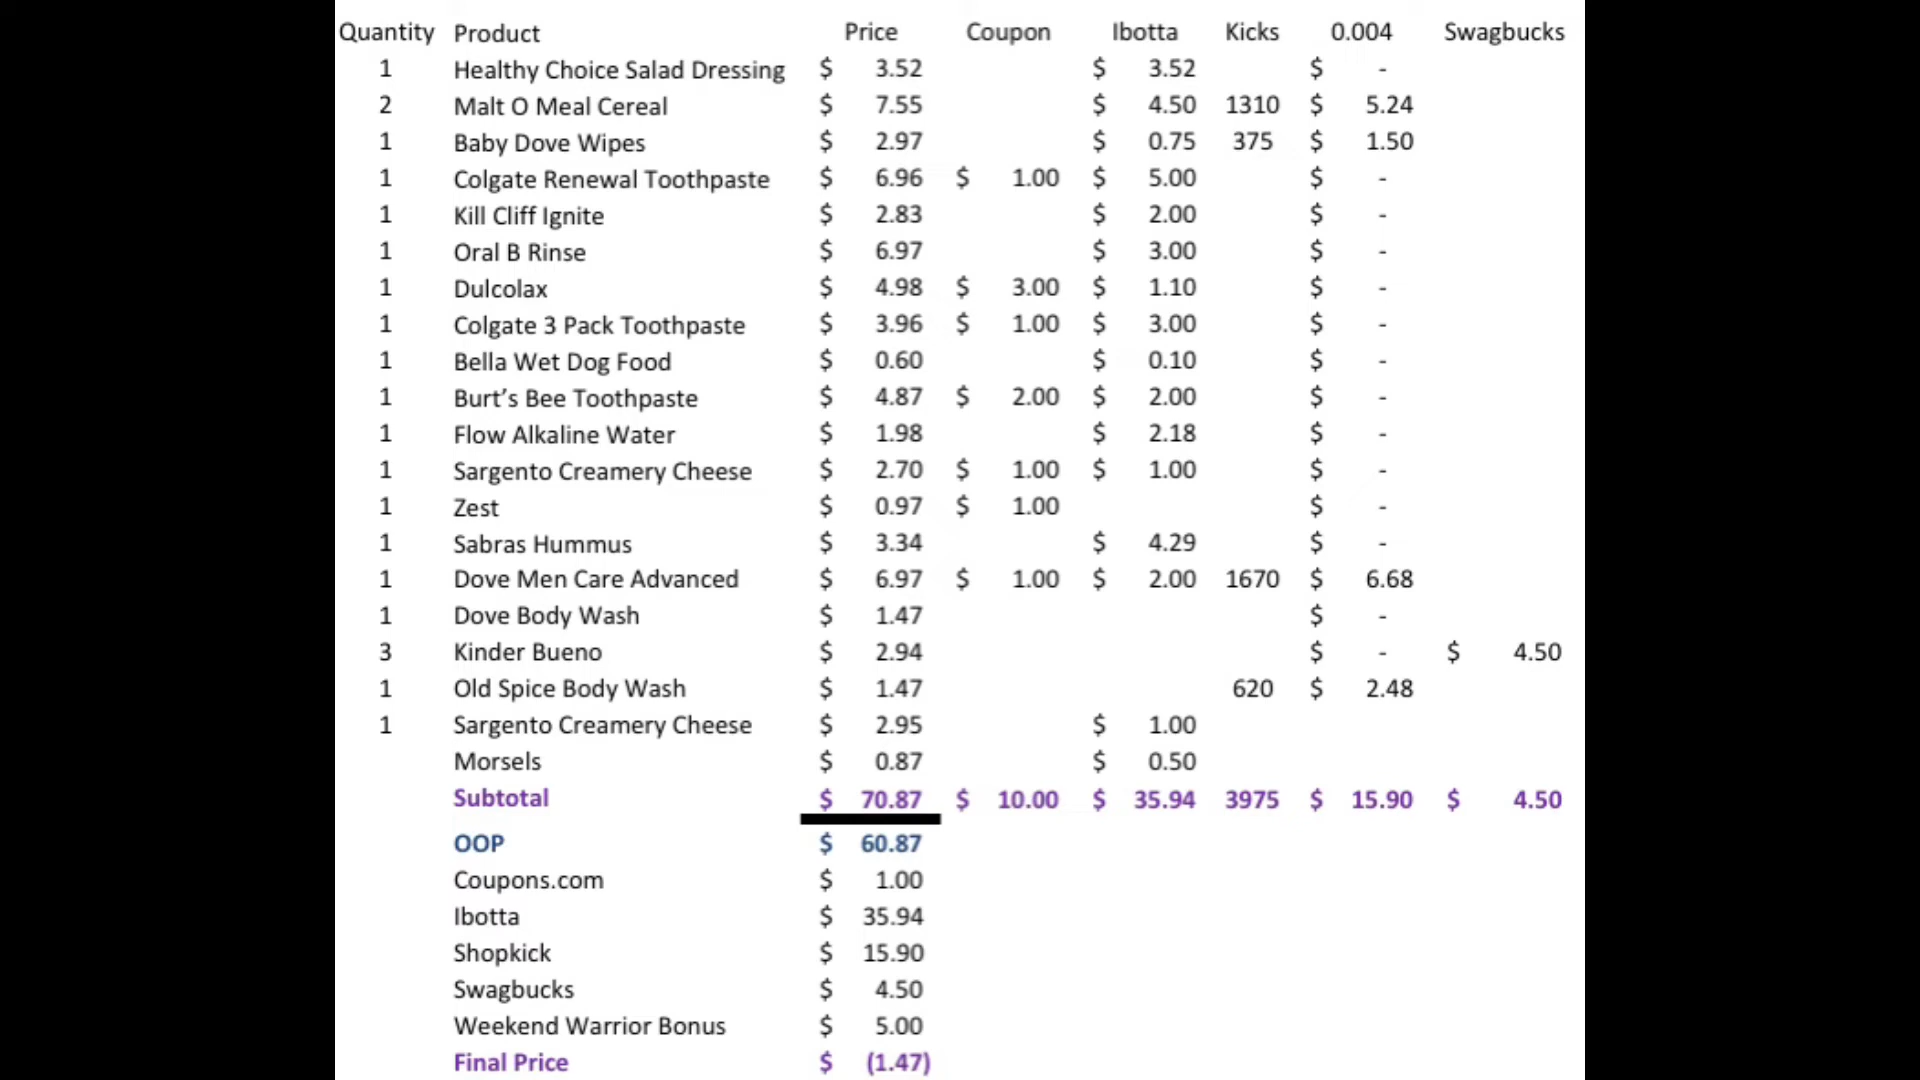 Quantity Product Price Coupon Ibotta Kicks 0.004 Swagbucks
1 Healthy Choice Salad Dressing $ 3.52 $ 3.52 $ -
2 Malt O Meal Cereal $ 7.55 $ 4.50 1310 $ 5.24
1 Baby Dove Wipes $ 2.97 $ 0.75 375 $ 1.50
1 Colgate Renewal Toothpaste $ 6.96 $ 1.00 $ 5.00 $ -
1 Kill Cliff Ignite $ 2.83 $ 2.00 $ -
1 Oral B Rinse $ 6.97 $ 3.00 $ -
1 Dulcolax $ 4.98 $ 3.00 $ 1.10 $ -
1 Colgate 3 Pack Toothpaste $ 3.96 $ 1.00 $ 3.00 $ -
1 Bella Wet Dog Food $ 0.60 $ 0.10 $ -
1 Burt’s Bee Toothpaste $ 4.87 $ 2.00 $ 2.00 $ -
1 Flow Alkaline Water $ 1.98 $ 2.18 $ -
1 Sargento Creamery Cheese $ 2.70 $ 1.00 $ 1.00 $ -
1 Zest $ 0.97 $ 1.00 $ -
1 Sabras Hummus $ 3.34 $ 4.29 $ -
1 Dove Men Care Advanced $ 6.97 $ 1.00 $ 2.00 1670 $ 6.68
1 Dove Body Wash $ 1.47 $ -
3 Kinder Bueno $ 2.94 $ - $ 4.50
1 Old Spice Body Wash $ 1.47 620 $ 2.48
1 Sargento Creamery Cheese $ 2.95 $ 1.00
Morsels $ 0.87 $ 0.50
Subtotal $ 70.87 $ 10.00 $ 35.94 3975 $ 15.90 $ 4.50
OOP $ 60.87
Coupons.com $ 1.00
Ibotta $ 35.94
Shopkick $ 15.90
Swagbucks $ 4.50
Weekend Warrior Bonus $ 5.00
Final Price $ (1.47)